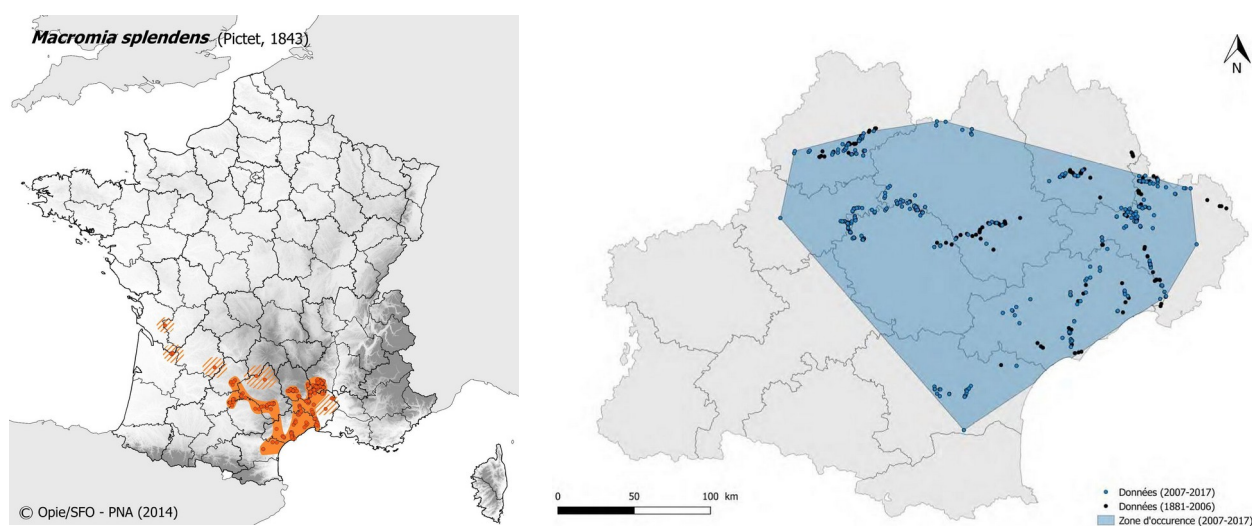 Macromia splendens (Pictet, 1843)
© Opie/SFO - PNA (2014)
N
0 50 100 km
Données (2007-2017)
Données (1881-2006)
Zone d'occurence (2007-2017)